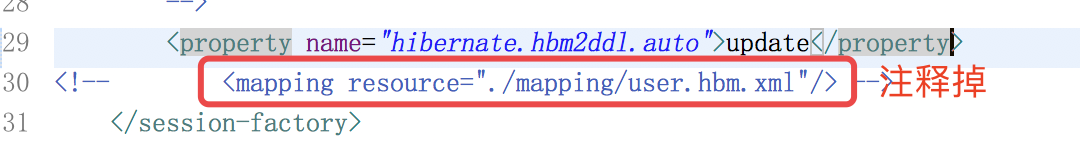 28 -->
29 <property name="hibernate.hbm2ddl.auto">update</property>
30 <!-- <mapping resource="./mapping/user.hbm.xml"/> --> 注释掉
31 </session-factory>